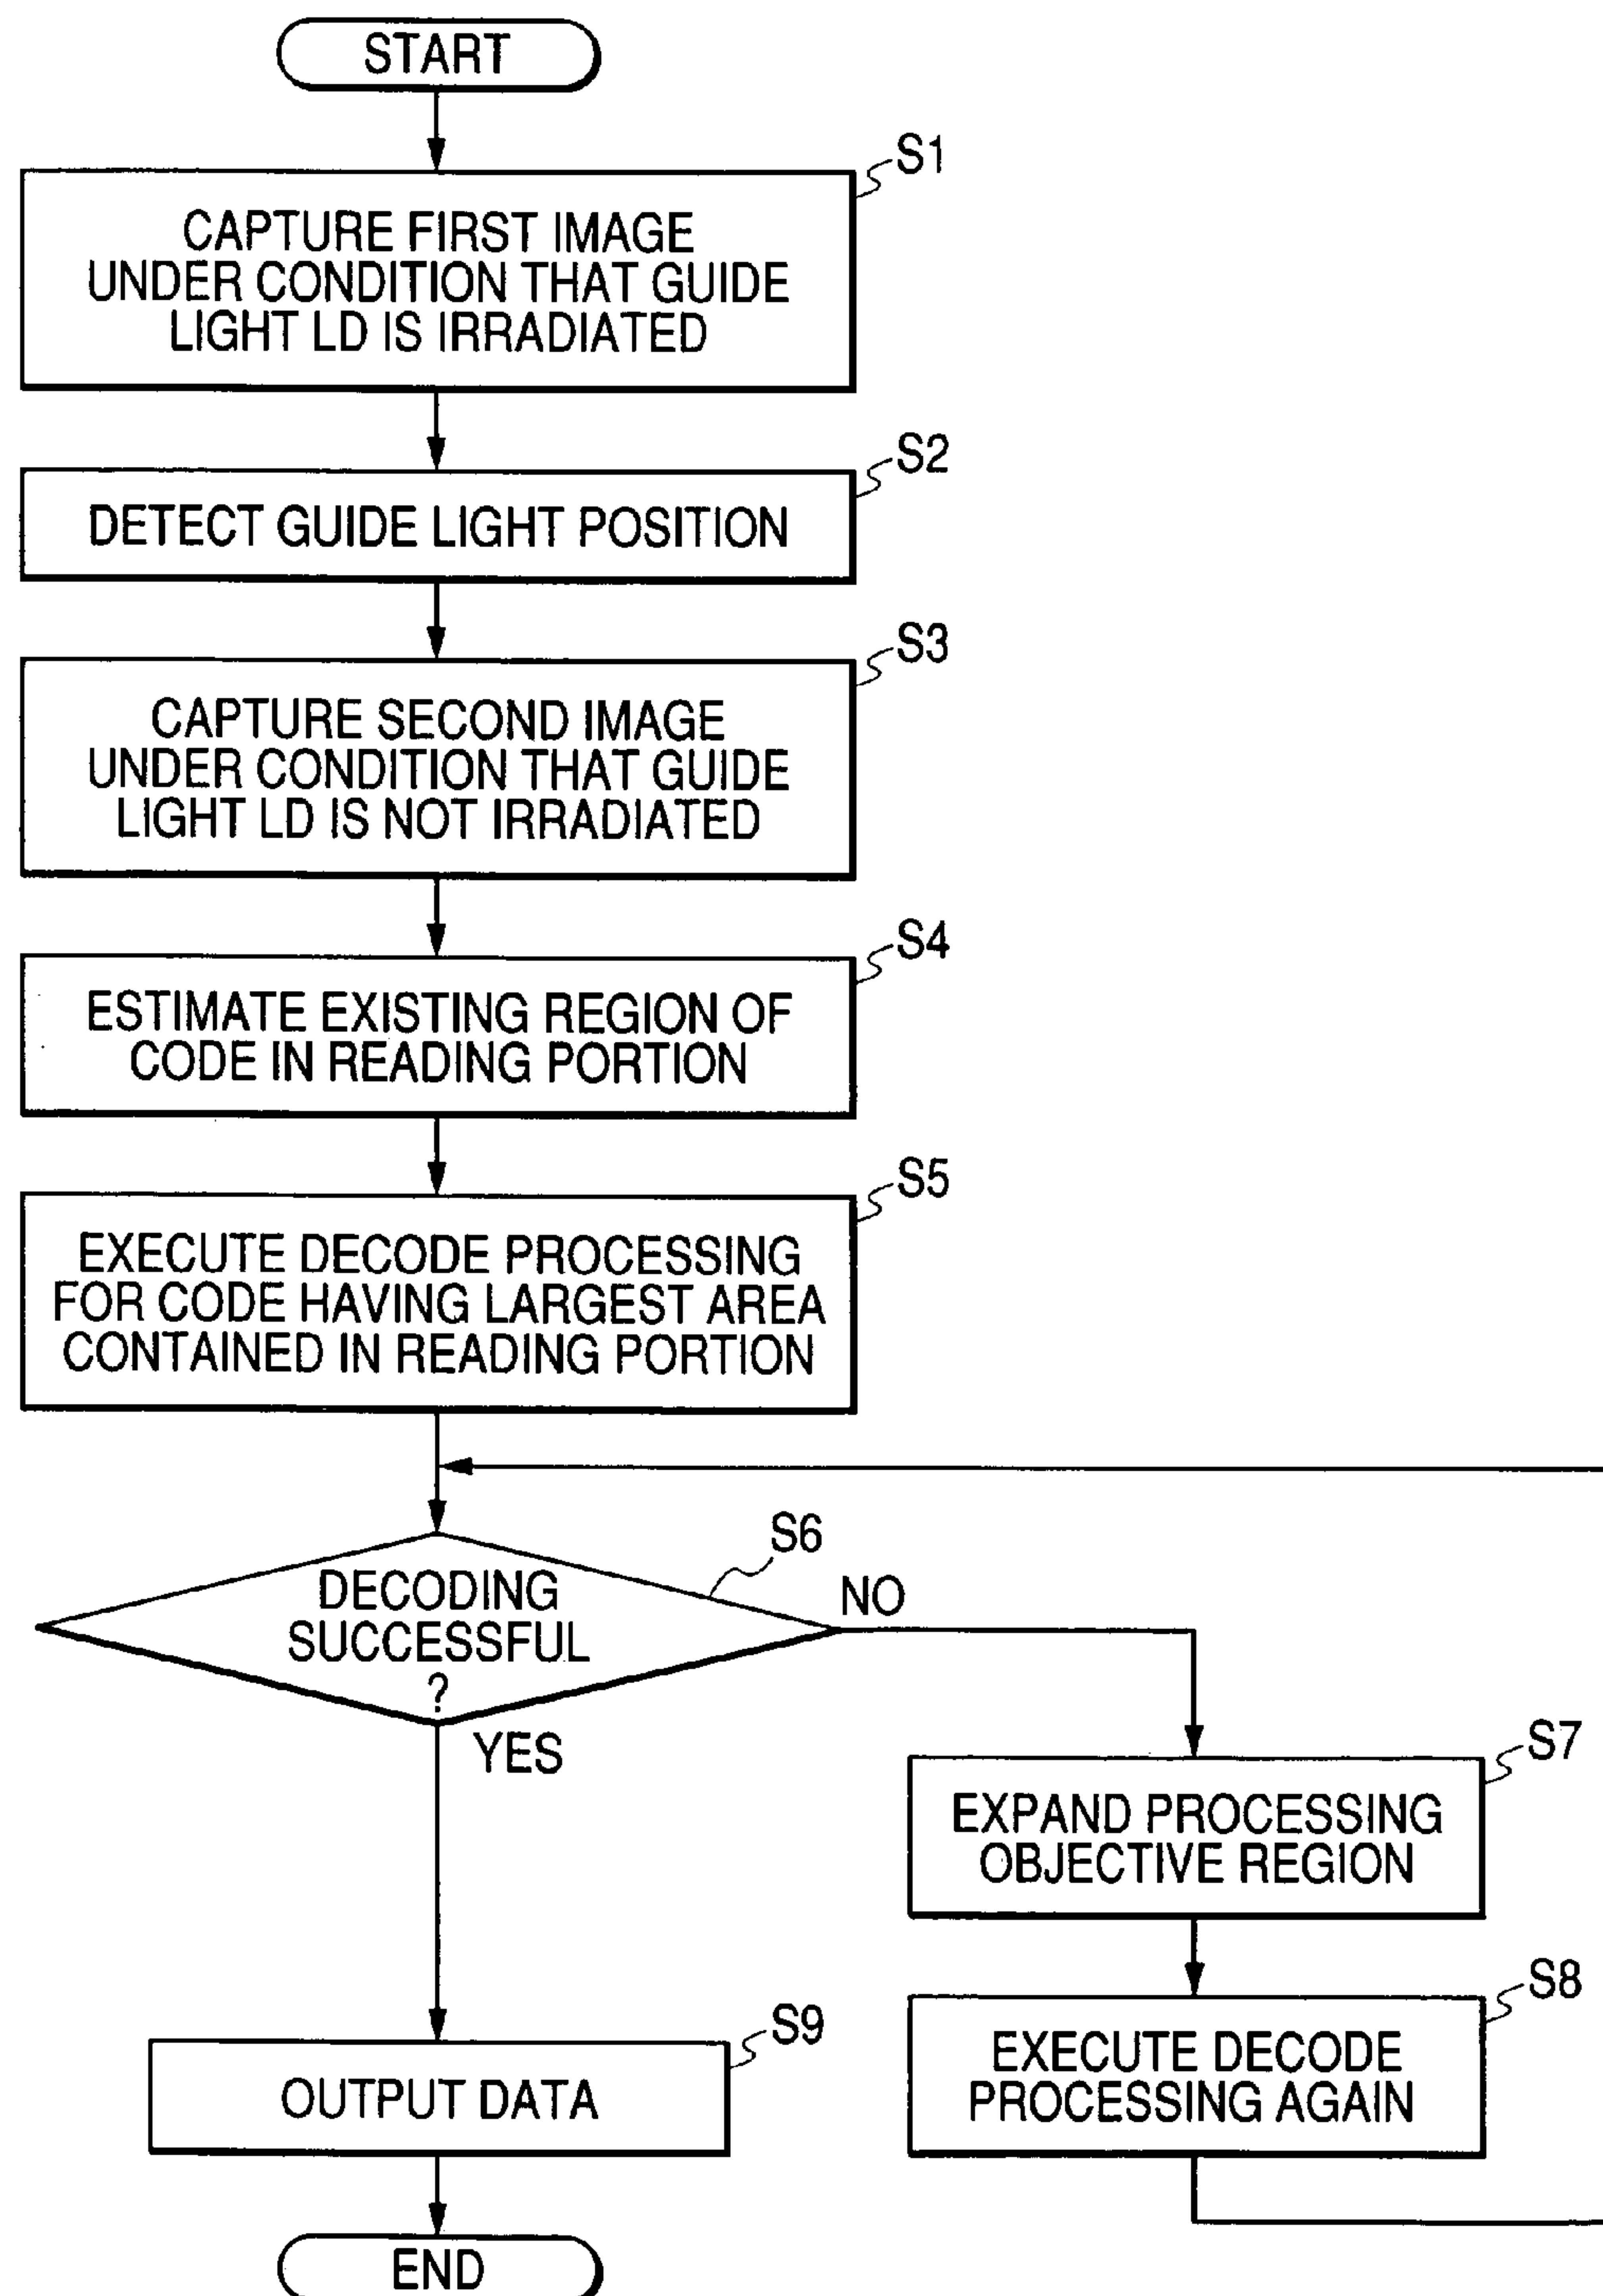 START
S1
CAPTURE FIRST IMAGE
UNDER CONDITION THAT GUIDE
LIGHT LD IS IRRADIATED
S2
DETECT GUIDE LIGHT POSITION
S3
CAPTURE SECOND IMAGE
UNDER CONDITION THAT GUIDE
LIGHT LD IS NOT IRRADIATED
S4
ESTIMATE EXISTING REGION OF
CODE IN READING PORTION
S5
EXECUTE DECODE PROCESSING
FOR CODE HAVING LARGEST AREA
CONTAINED IN READING PORTION
S6
DECODING
SUCCESSFUL
?
NO
YES
S7
EXPAND PROCESSING
OBJECTIVE REGION
S8
EXECUTE DECODE
PROCESSING AGAIN
S9
OUTPUT DATA
END